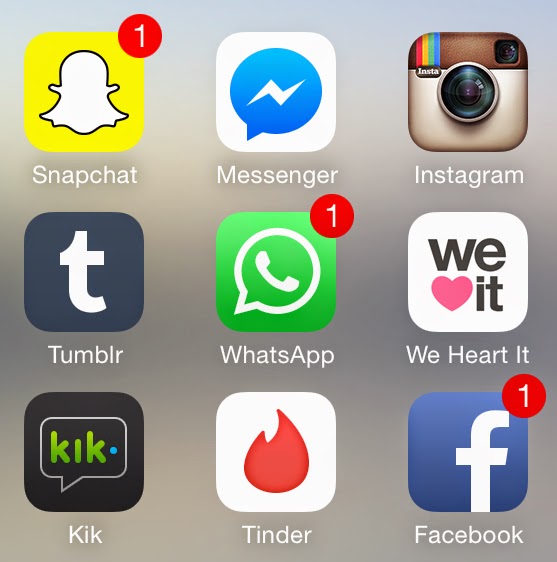 1
Snapchat
Messenger
Insta
Instagram
t
Tumblr
1
WhatsApp
we
it
We Heart It
kik
Kik
Tinder
1
f
Facebook